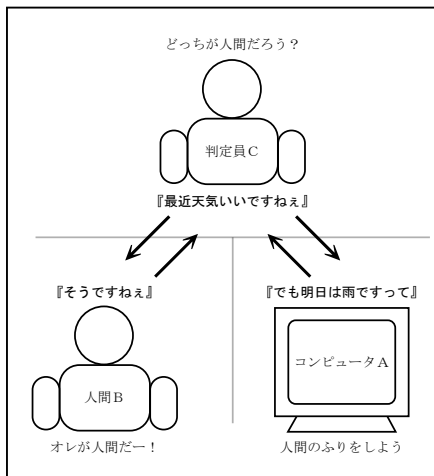 どっちが人間だろう？
判定員C
『最近天気いいですねぇ』
『そうですねぇ』
『でも明日は雨ですって』
人間B
コンピュータA
オレが人間だー！
人間のふりをしよう